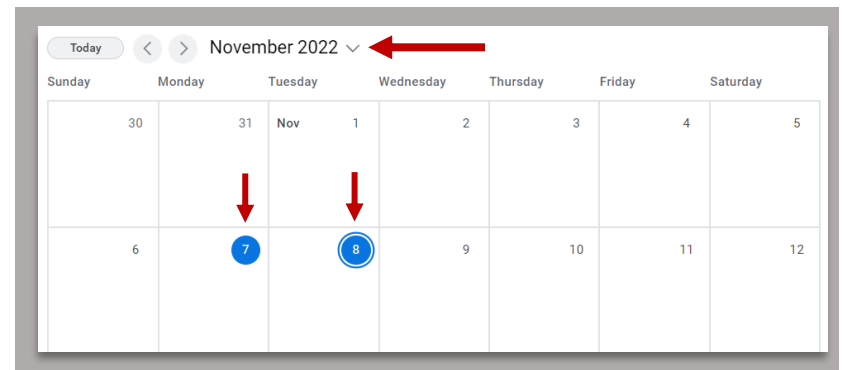 Today November 2022
Sunday Monday Tuesday Wednesday Thursday Friday Saturday
30 31 Nov 1 2 3 4 5
6 7 8 9 10 11 12